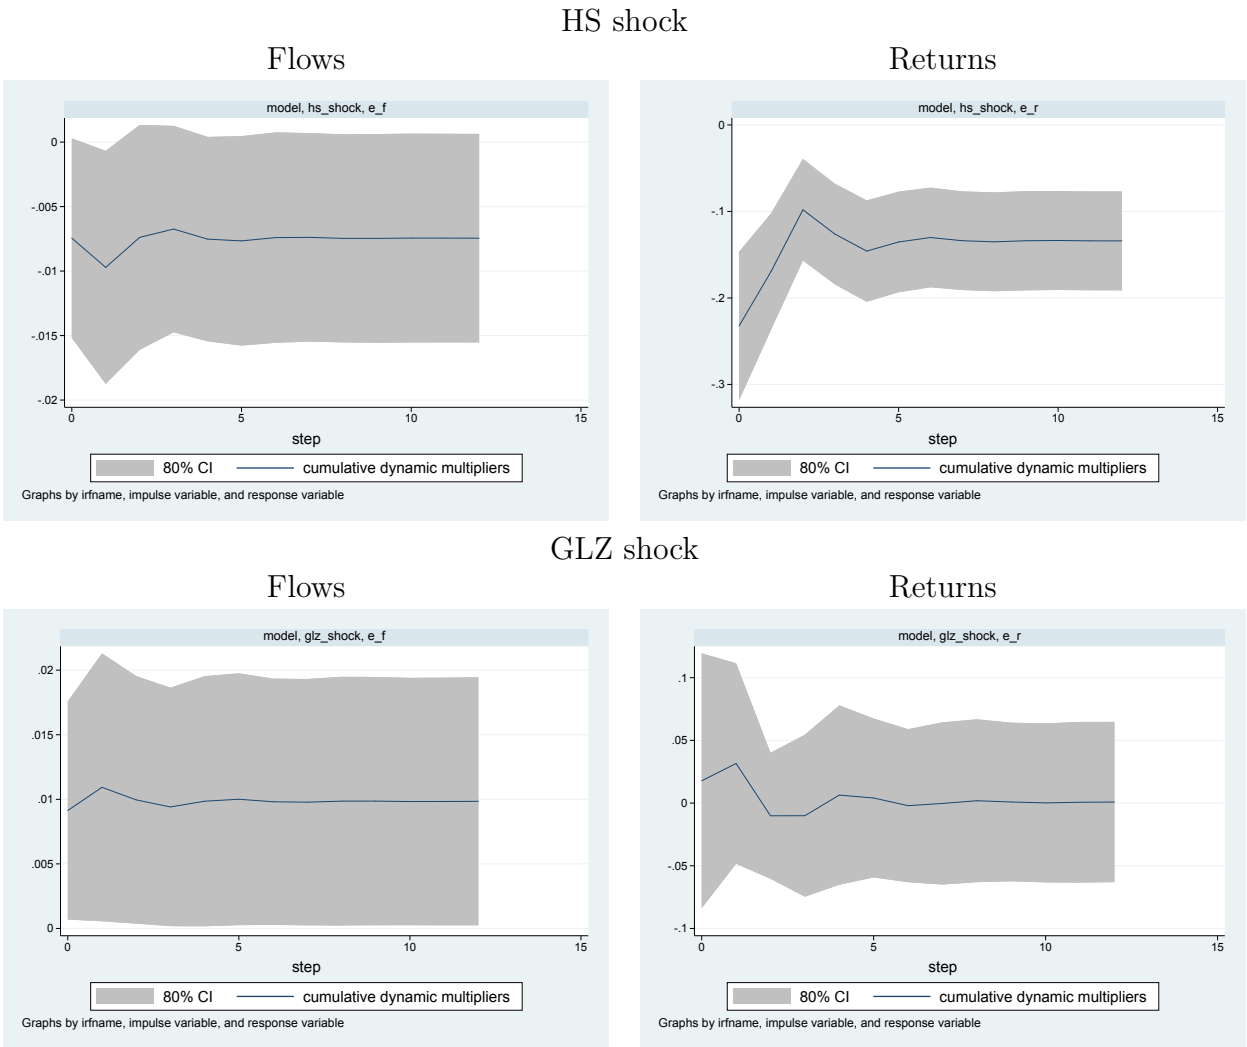 HS shock
Flows
Returns
model, hs_shock, e_f
0
-.005
-.01
-.015
-.02
0
5
10
15
step
80% CI
cumulative dynamic multipliers
Graphs by irfname, impulse variable, and response variable
model, hs_shock, e_r
0
-.1
-.2
-.3
0
5
10
15
step
80% CI
cumulative dynamic multipliers
Graphs by irfname, impulse variable, and response variable
GLZ shock
Flows
Returns
model, glz_shock, e_f
.02
.015
.01
.005
0
0
5
10
15
step
80% CI
cumulative dynamic multipliers
Graphs by irfname, impulse variable, and response variable
model, glz_shock, e_r
.1
.05
0
-.05
-.1
0
5
10
15
step
80% CI
cumulative dynamic multipliers
Graphs by irfname, impulse variable, and response variable